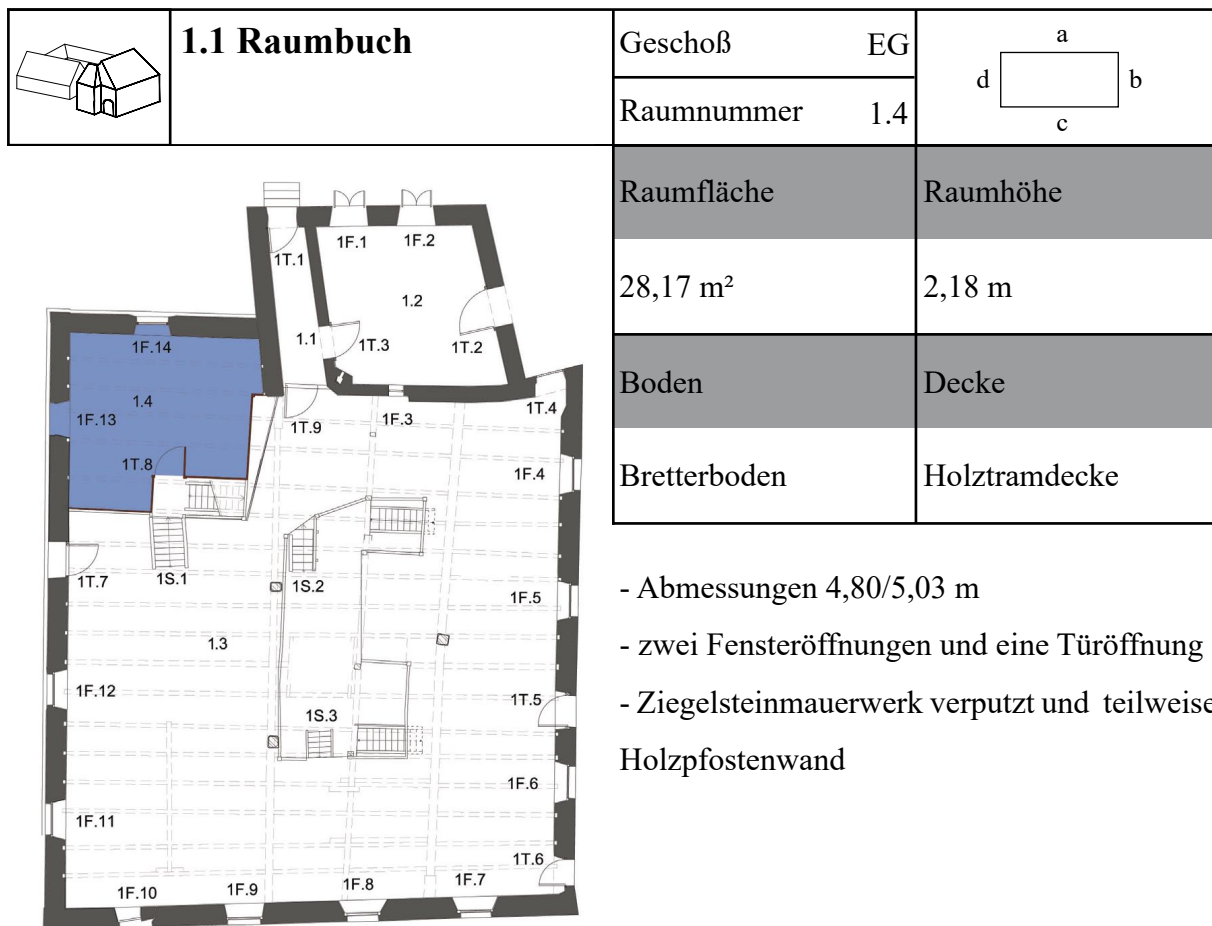 1.1 Raumbuch
Geschoß EG
Raumnummer 1.4
a
d b
c
Raumfläche Raumhöhe
28,17 m² 2,18 m
Boden Decke
Bretterboden Holztramdecke
- Abmessungen 4,80/5,03 m
- zwei Fensteröffnungen und eine Türöffnung
- Ziegelsteinmauerwerk verputzt und teilweise
Holzpfostenwand
1F.1 1F.2
1T.1
1.2
1.1 1T.3 1T.2
1F.14
1.4
1F.13
1T.9 1F.3 1T.4
1T.8
1F.4
1T.7 1S.1 1S.2
1F.5
1.3
1F.12
1S.3 1T.5
1F.6
1F.11
1T.6
1F.10 1F.9 1F.8 1F.7